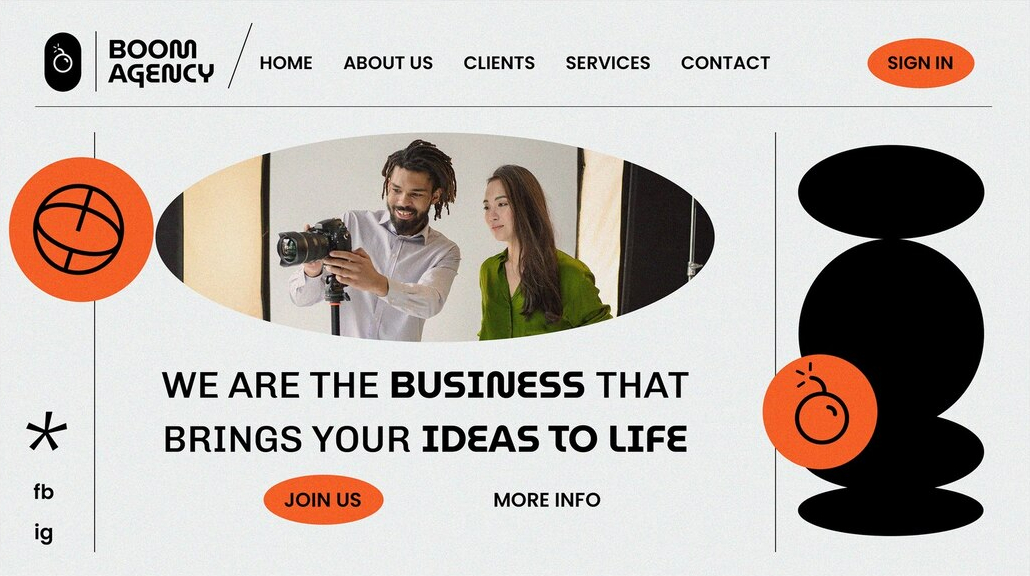 BOOM
AGENCY
HOME
ABOUT US
CLIENTS
SERVICES
CONTACT
SIGN IN
WE ARE THE BUSINESS THAT
BRINGS YOUR IDEAS TO LIFE
JOIN US
MORE INFO
fb
ig